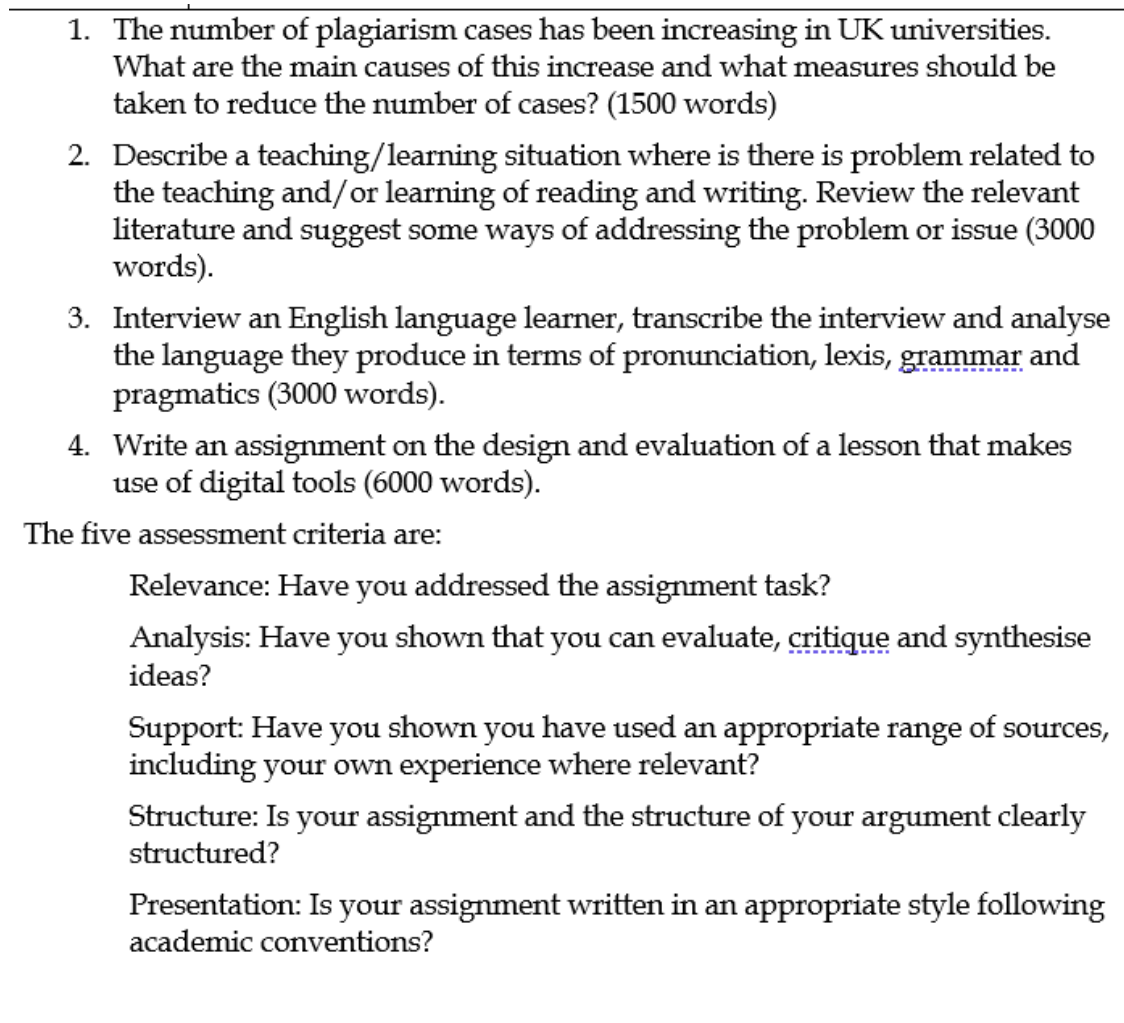 1. The number of plagiarism cases has been increasing in UK universities.
What are the main causes of this increase and what measures should be
taken to reduce the number of cases? (1500 words)
2. Describe a teaching/learning situation where is there is problem related to
the teaching and/or learning of reading and writing. Review the relevant
literature and suggest some ways of addressing the problem or issue (3000
words).
3. Interview an English language learner, transcribe the interview and analyse
the language they produce in terms of pronunciation, lexis, grammar and
pragmatics (3000 words).
4. Write an assignment on the design and evaluation of a lesson that makes
use of digital tools (6000 words).
The five assessment criteria are:
Relevance: Have you addressed the assignment task?
Analysis: Have you shown that you can evaluate, critique and synthesise
ideas?
Support: Have you shown you have used an appropriate range of sources,
including your own experience where relevant?
Structure: Is your assignment and the structure of your argument clearly
structured?
Presentation: Is your assignment written in an appropriate style following
academic conventions?